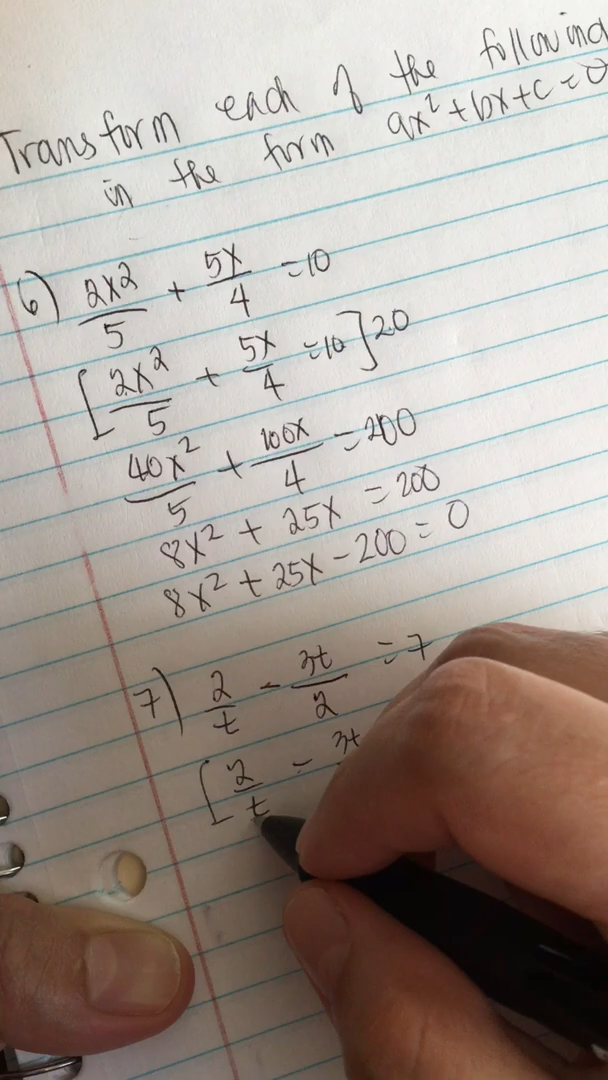 Transform each of the following
in the form ax² + bx + c = 0
6) 2x²/5 + 5x/4 = 10
[2x²/5 + 5x/4 = 10]20
40x²/5 + 100x/4 = 200
8x² + 25x = 200
8x² + 25x - 200 = 0
7) 2/t - 3t/2 = 7
[2/t - 3t